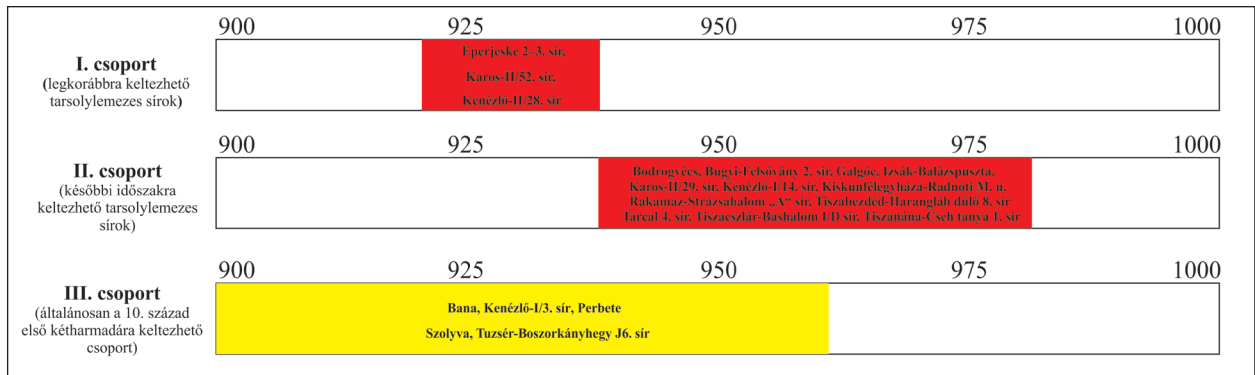 900 925 950 975 1000
I. csoport
(legkorábbra keltezhető
tarsolylemezes sírok)
Eperjeske 2–3. sír,
Karos-II/52. sír,
Kenézlő-II/28. sír
900 925 950 975 1000
II. csoport
(későbbi időszakra
keltezhető tarsolylemezes
sírok)
Bodrogvécs, Bugyi-Felsővány 2. sír, Galgóc, Izsák-Balázspuszta,
Karos-II/29. sír, Kenézlő-I/14. sír, Kiskunfélegyháza-Radnóti M. u.
Rakamaz-Strázsahalom „A“ sír, Tiszabezdéd-Harangláb dűlő 8. sír
Tarcal 4. sír, Tiszaeszlár-Bashalom I/D sír, Tiszanána-Cseh tanya 1. sír
900 925 950 975 1000
III. csoport
(általánosan a 10. század
első kétharmadára keltezhető
csoport)
Bana, Kenézlő-I/3. sír, Perbete
Szolyva, Tuzsér-Boszorkányhegy J6. sír